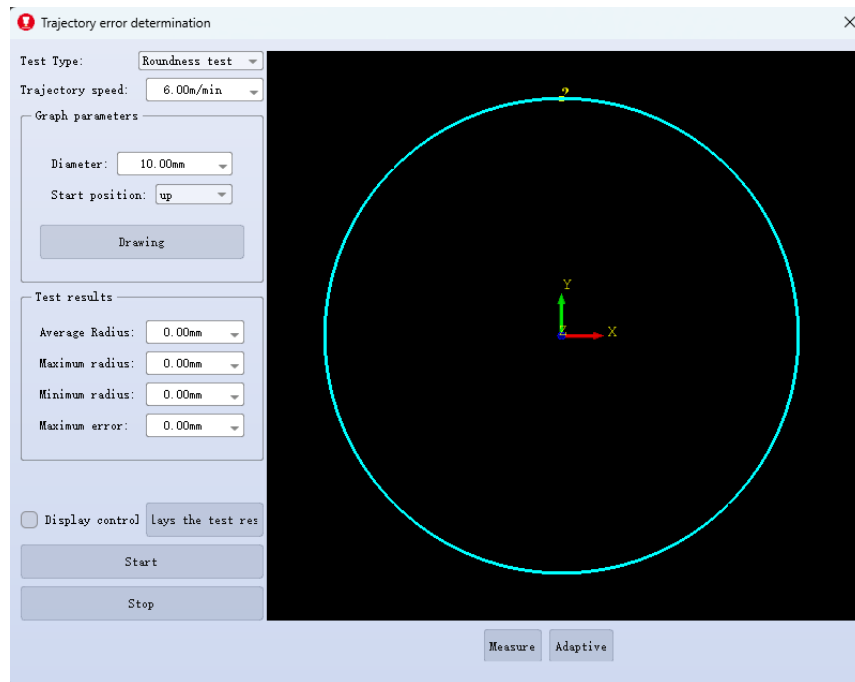 Trajectory error determination
Test Type: Roundness test
Trajectory speed: 6.00m/min
Graph parameters
Diameter: 10.00mm
Start position: up
Drawing
Test results
Average Radius: 0.00mm
Maximum radius: 0.00mm
Minimum radius: 0.00mm
Maximum error: 0.00mm
Display control lays the test res
Start
Stop
2
Y
Z X
Measure Adaptive